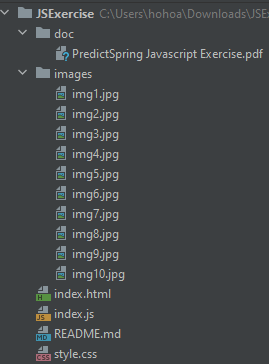 JSExercise C:\Users\hohoa\Downloads\JSEx
doc
PredictSpring Javascript Exercise.pdf
images
img1.jpg
img2.jpg
img3.jpg
img4.jpg
img5.jpg
img6.jpg
img7.jpg
img8.jpg
img9.jpg
img10.jpg
index.html
index.js
README.md
style.css